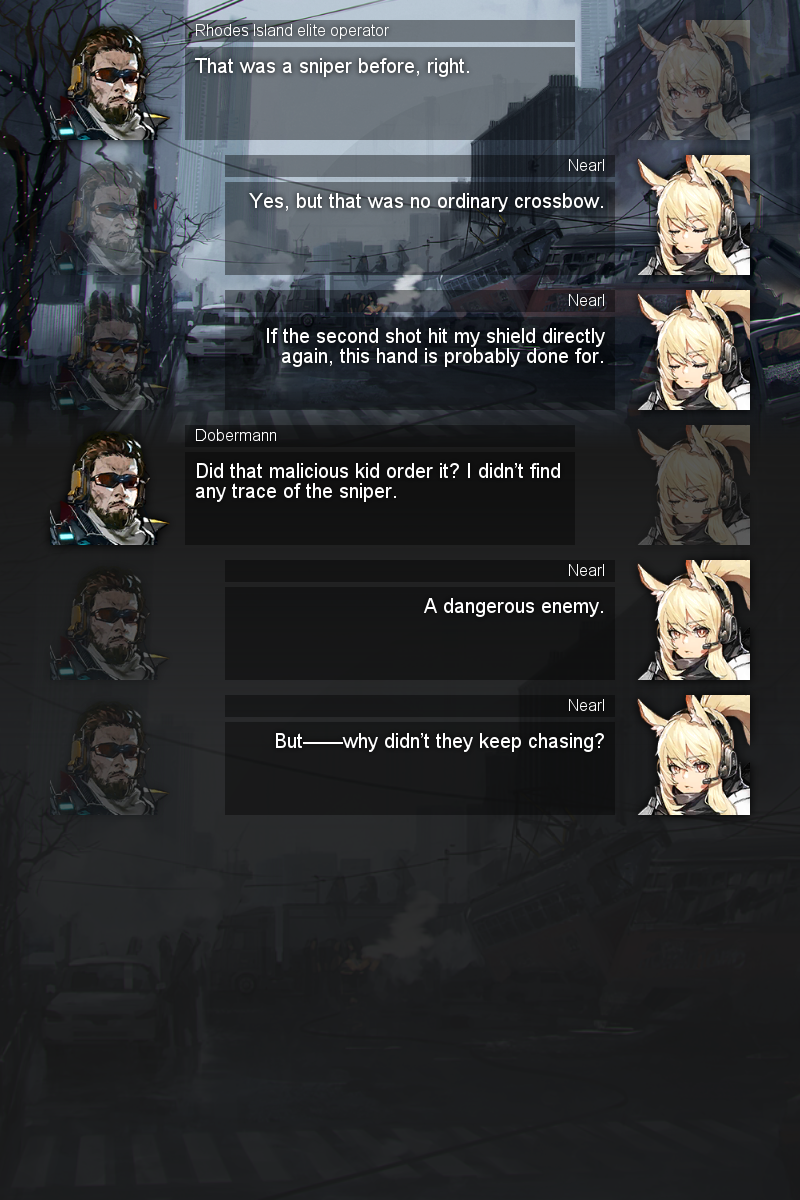 Rhodes Island elite operator
That was a sniper before, right.
Nearl
Yes, but that was no ordinary crossbow.
Nearl
If the second shot hit my shield directly
again, this hand is probably done for.
Dobermann
Did that malicious kid order it? I didn't find
any trace of the sniper.
Nearl
A dangerous enemy.
Nearl
But——why didn't they keep chasing?